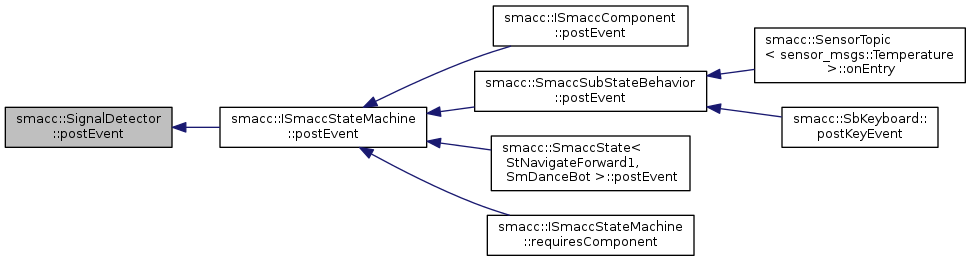 smacc::SignalDetector
::postEvent
smacc::ISmaccStateMachine
::postEvent
smacc::ISmaccComponent
::postEvent
smacc::SmaccSubStateBehavior
::postEvent
smacc::SensorTopic
< sensor_msgs::Temperature
>::onEntry
smacc::SbKeyboard::
postKeyEvent
smacc::SmaccState<
StNavigateForward1,
SmDanceBot >::postEvent
smacc::ISmaccStateMachine
::requiresComponent